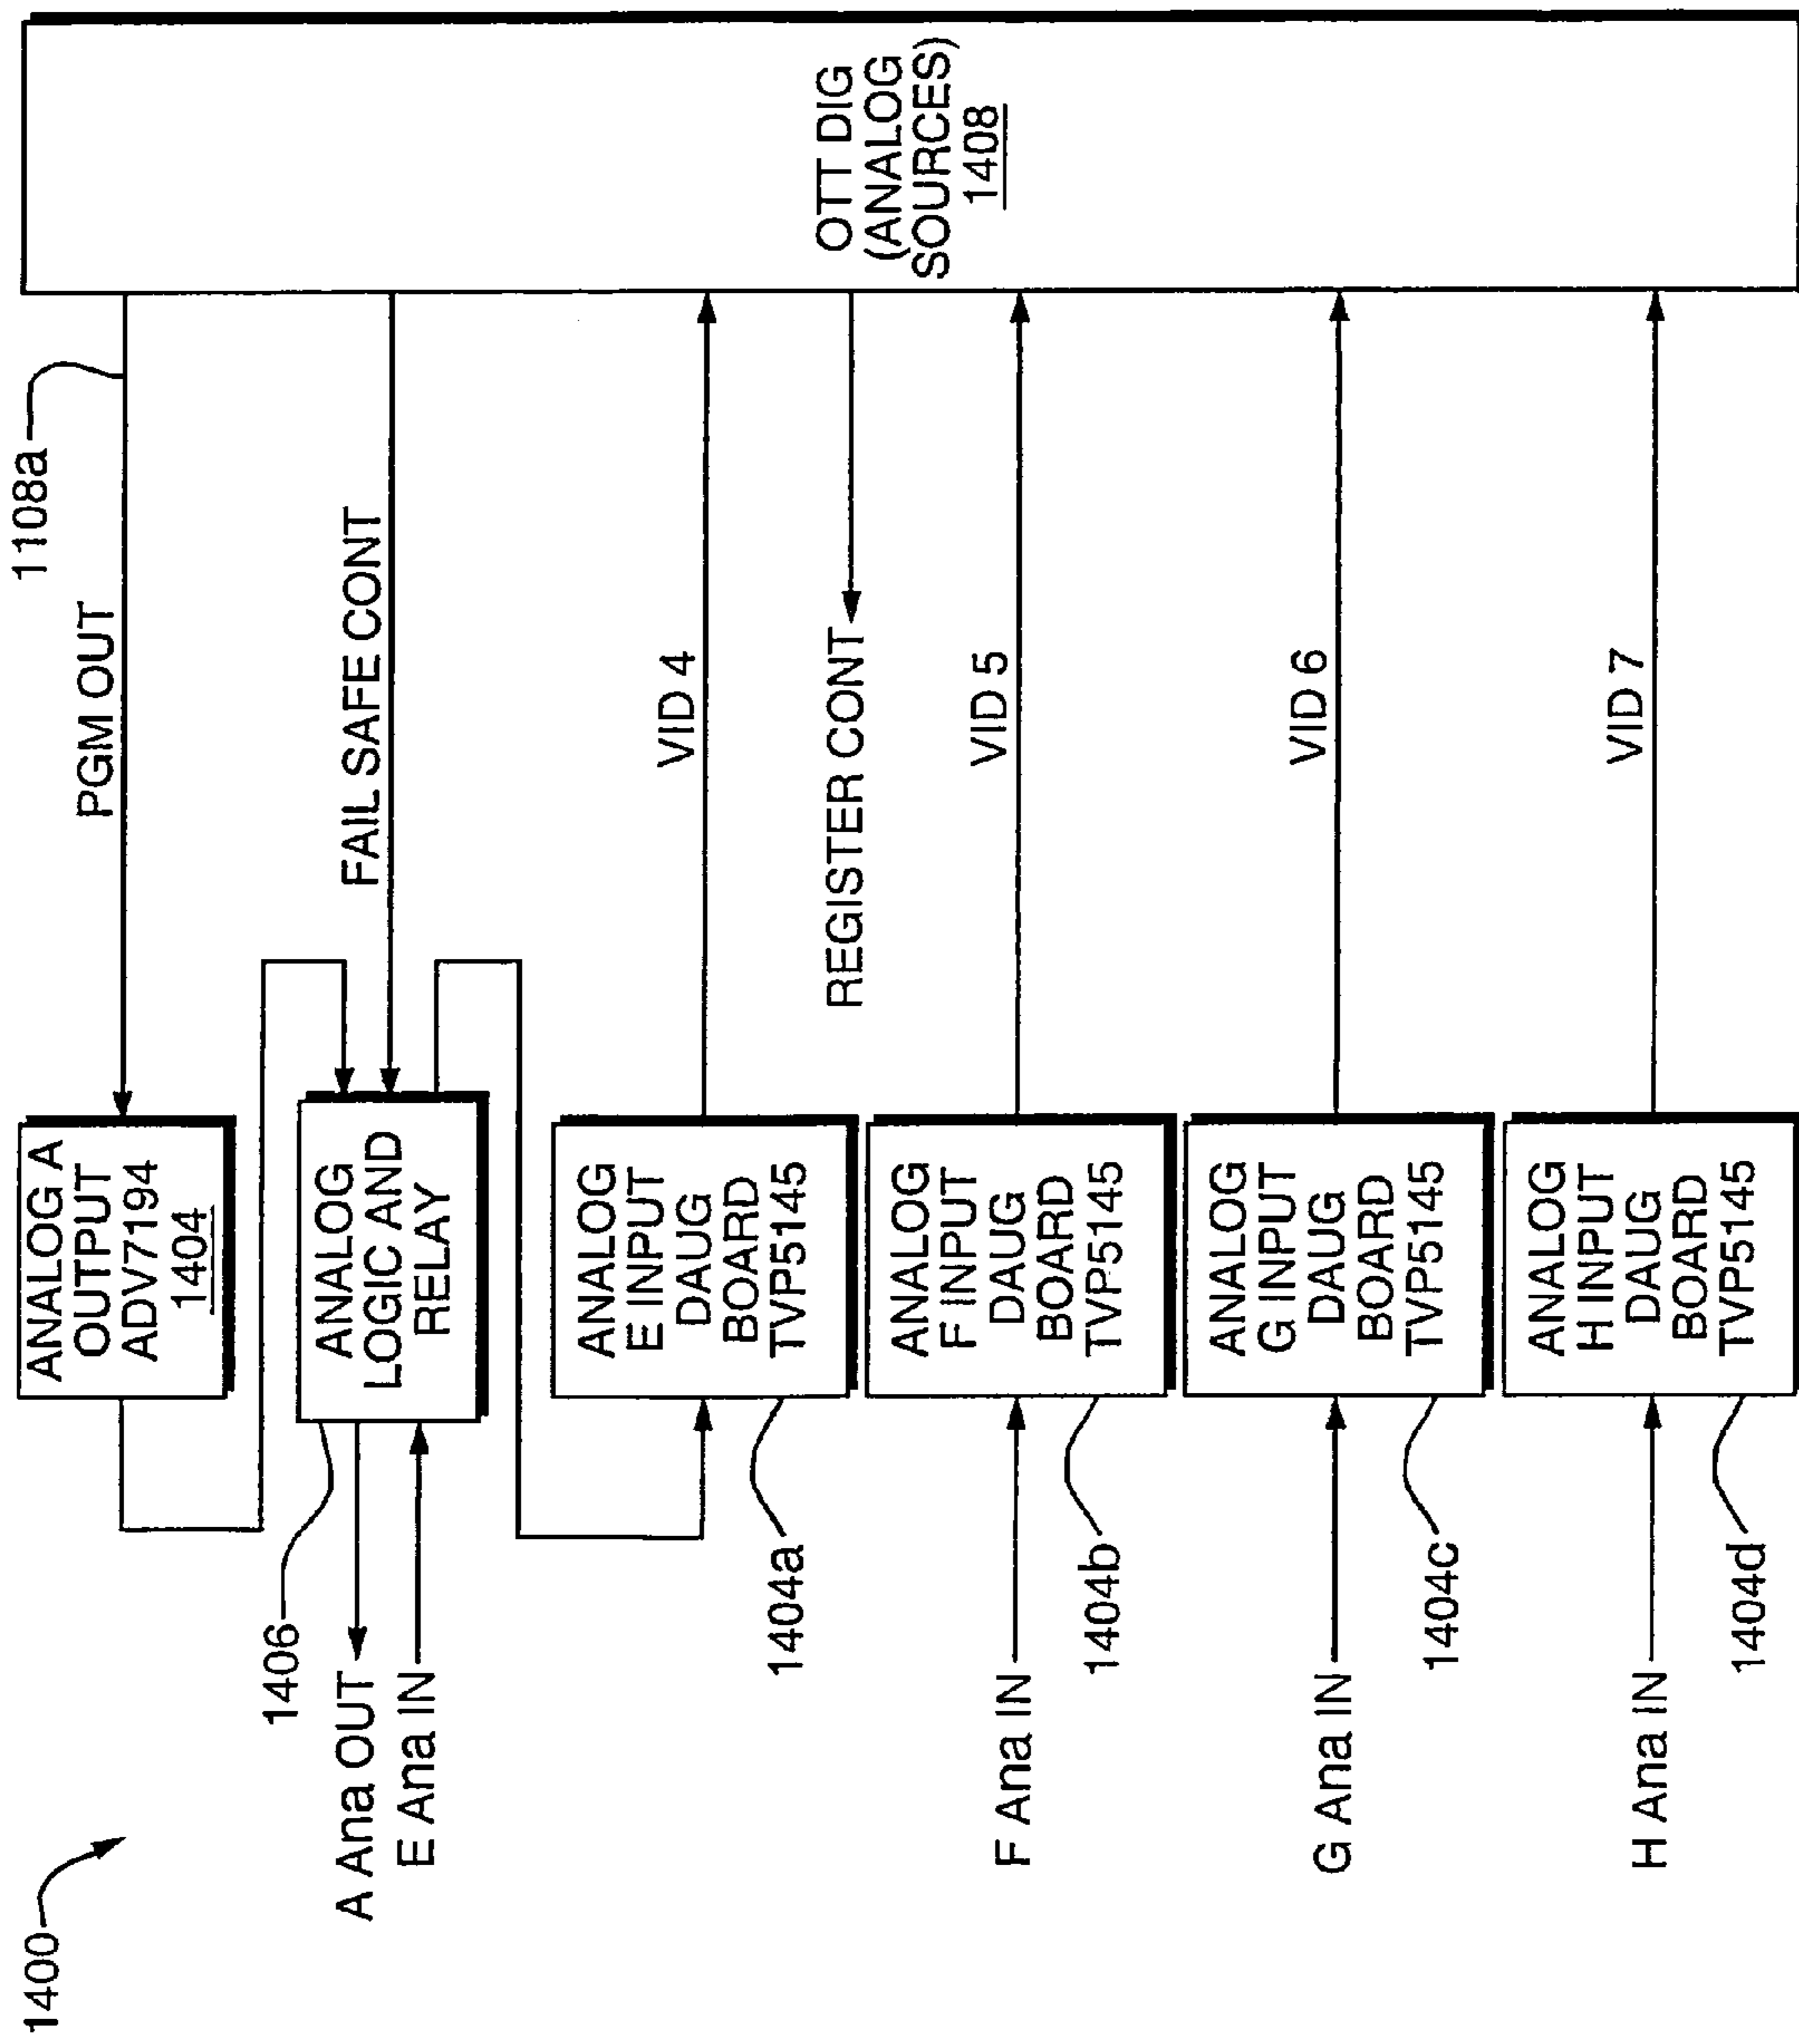 1400
1108a
PGM OUT
ANALOG A
OUTPUT
ADV7194
1404
FAIL SAFE CONT
1406
A Ana OUT
E Ana IN
ANALOG
LOGIC AND
RELAY
VID 4
ANALOG
E INPUT
DAUG
BOARD
TVP5145
1404a
REGISTER CONT
OTT DIG
(ANALOG
SOURCES)
1408
VID 5
F Ana IN
ANALOG
F INPUT
DAUG
BOARD
TVP5145
1404b
VID 6
G Ana IN
ANALOG
G INPUT
DAUG
BOARD
TVP5145
1404c
VID 7
H Ana IN
ANALOG
H INPUT
DAUG
BOARD
TVP5145
1404d